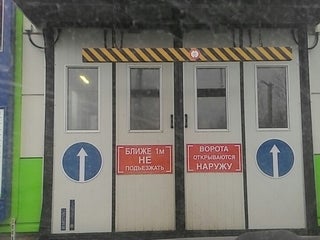 БЛИЖЕ 1м
НЕ
ПОДЪЕЗЖАТЬ
ВОРОТА
ОТКРЫВАЮТСЯ
НАРУЖУ